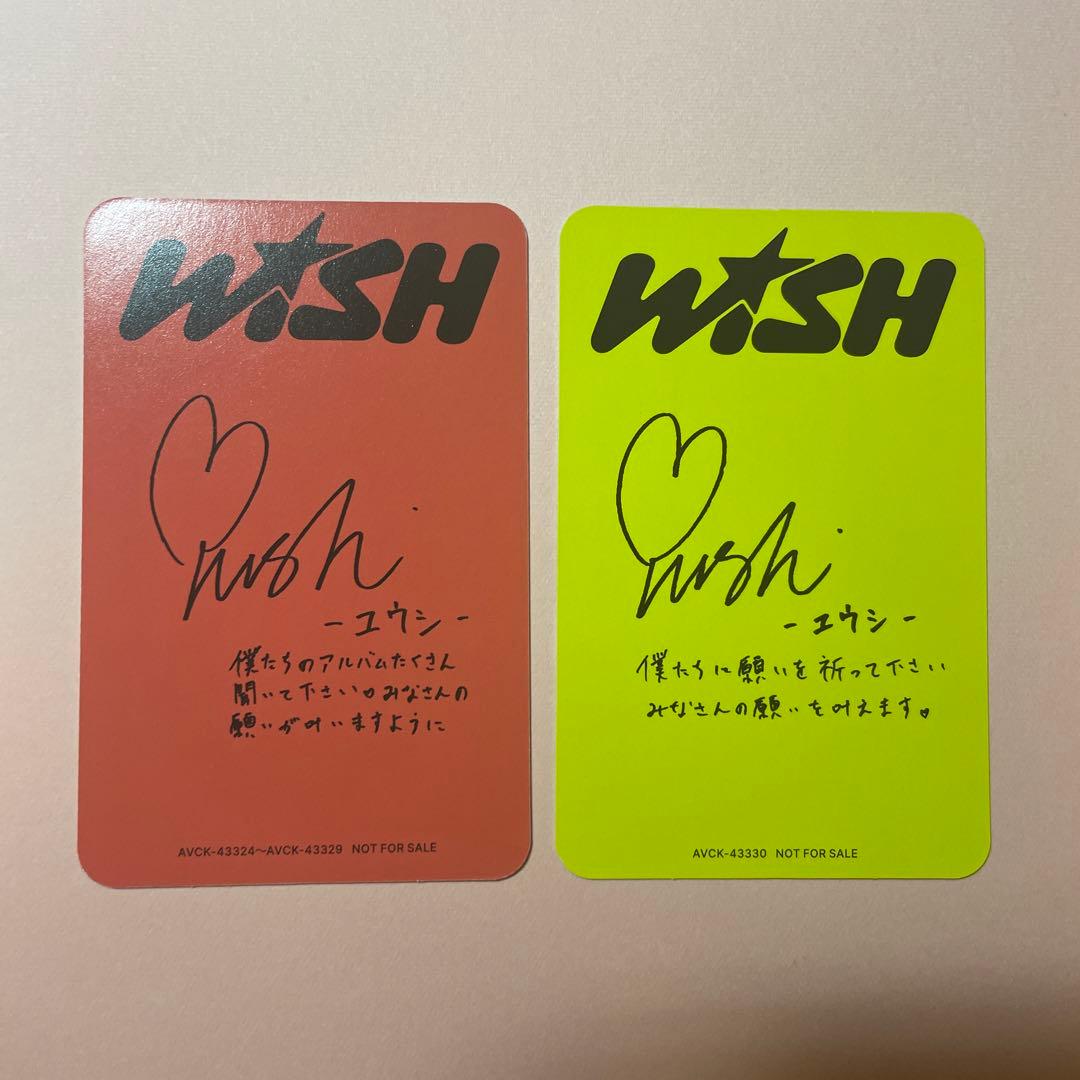 WISH
Yushi
-ユウシ-
僕たちのアルバムたくさん
聞いて下さい♥みなさんの
願いが叶いますように
AVCK-43324～AVCK-43329 NOT FOR SALE
WISH
Yushi
-ユウシ-
僕たちに願いを祈って下さい
みなさんの願いを叶えます♥
AVCK-43330 NOT FOR SALE